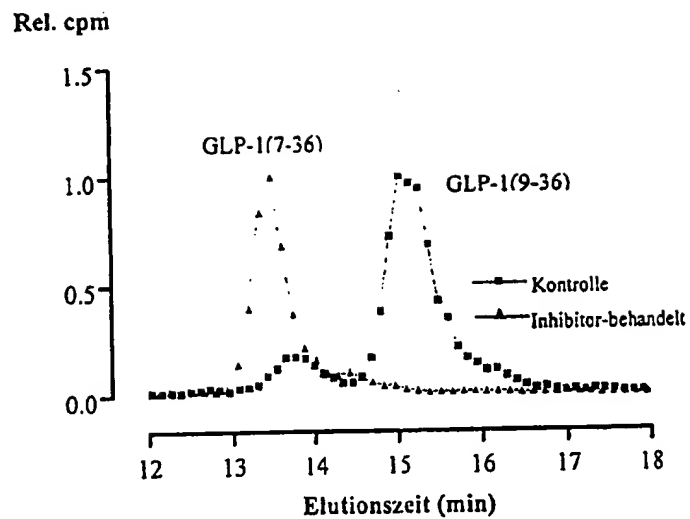 Rel. cpm
1.5
GLP-1(7-36)
1.0
GLP-1(9-36)
0.5
Kontrolle
Inhibitor-behandelt
0.0
12 13 14 15 16 17 18
Elutionszeit (min)